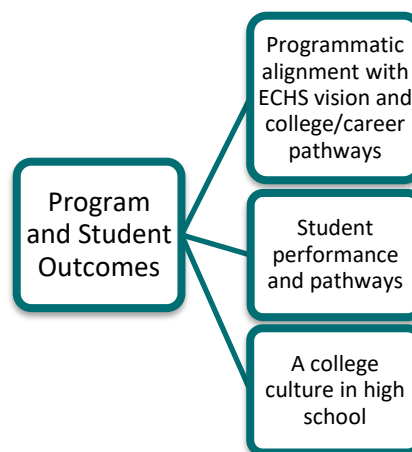 Programmatic
alignment with
ECHS vision and
college/career
pathways
Program
and Student
Outcomes
Student
performance
and pathways
A college
culture in high
school